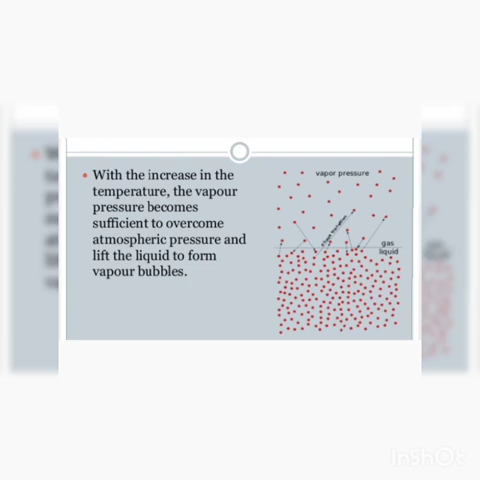 With the increase in the
temperature, the vapour
pressure becomes
sufficient to overcome
atmospheric pressure and
lift the liquid to form
vapour bubbles.
vapor pressure
gas
liquid
InShOt